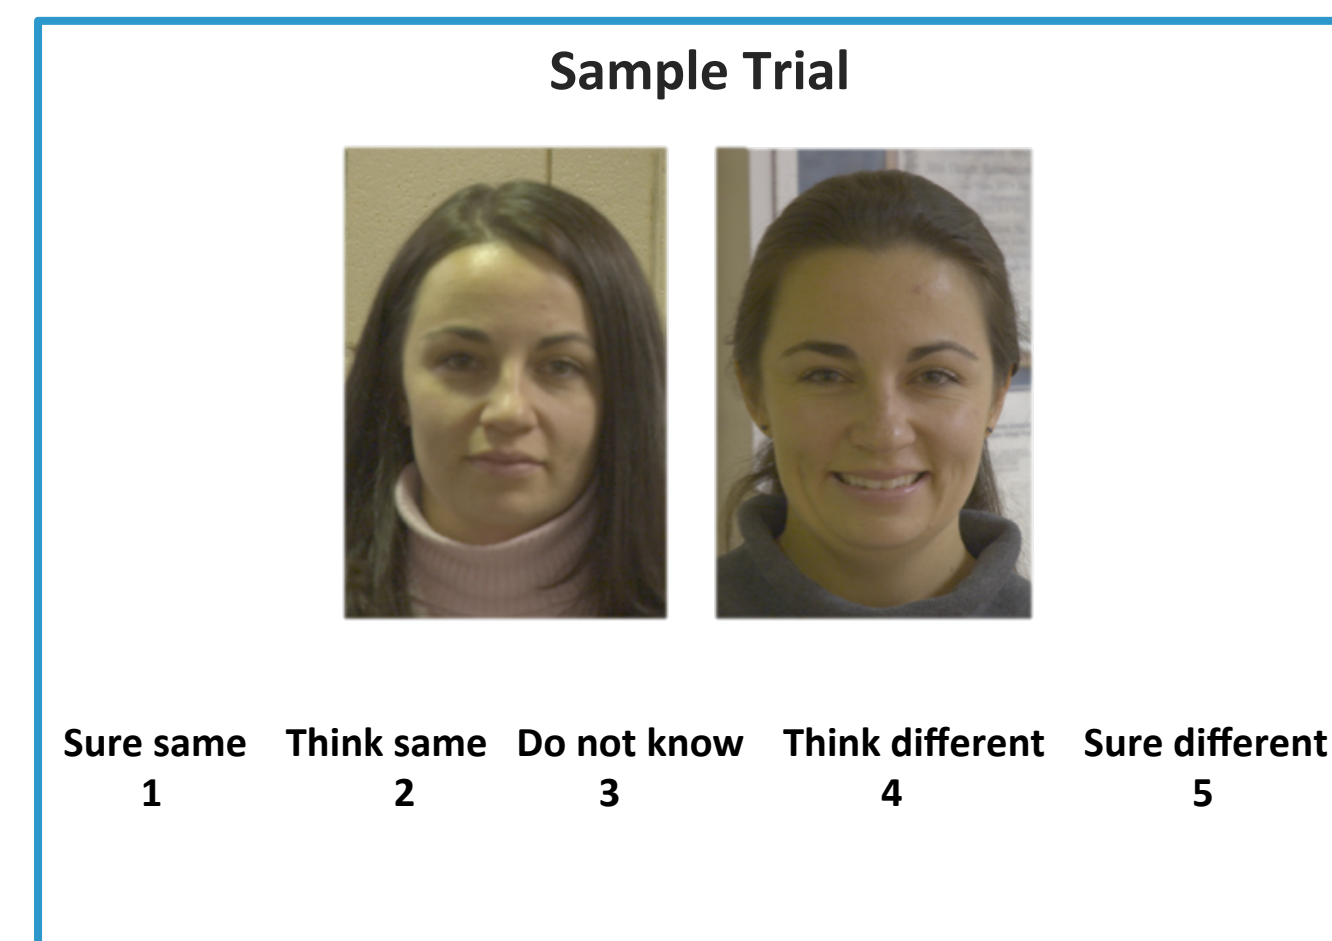 Sample Trial
Sure same Think same Do not know Think different Sure different
1 2 3 4 5